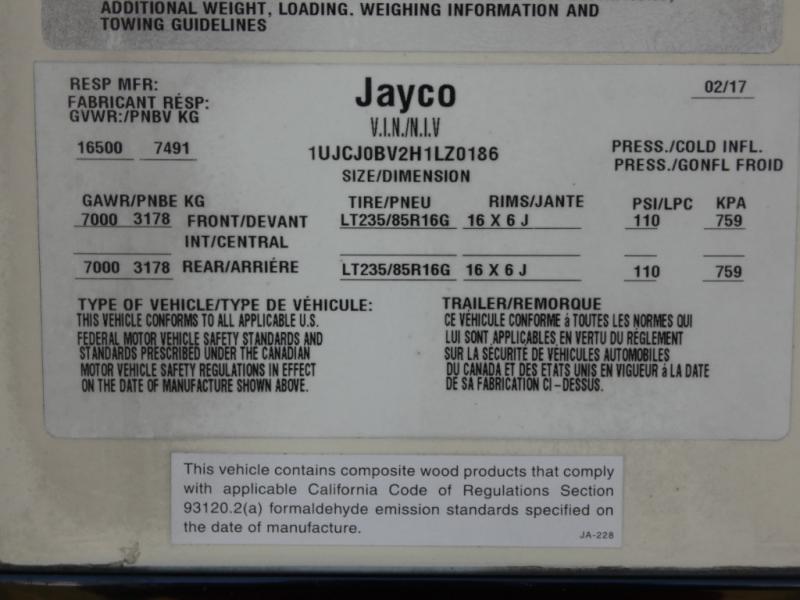 ADDITIONAL WEIGHT, LOADING. WEIGHING INFORMATION AND
TOWING GUIDELINES
RESP MFR:
FABRICANT RÉSP:
GVWR:/PNBV KG
16500 7491
Jayco
V.I.N./N.I.V
1UJCJ0BV2H1LZ0186
SIZE/DIMENSION
02/17
PRESS./COLD INFL.
PRESS./GONFL FROID
GAWR/PNBE KG TIRE/PNEU RIMS/JANTE PSI/LPC KPA
7000 3178 FRONT/DEVANT LT235/85R16G 16 X 6 J 110 759
INT/CENTRAL
7000 3178 REAR/ARRIÉRE LT235/85R16G 16 X 6 J 110 759
TYPE OF VEHICLE/TYPE DE VÉHICULE: TRAILER/REMORQUE
THIS VEHICLE CONFORMS TO ALL APPLICABLE U.S.
FEDERAL MOTOR VEHICLE SAFETY STANDARDS AND
STANDARDS PRESCRIBED UNDER THE CANADIAN
MOTOR VEHICLE SAFETY REGULATIONS IN EFFECT
ON THE DATE OF MANUFACTURE SHOWN ABOVE.
CE VÉHICULE CONFORME á TOUTES LES NORMES QUI
LUI SONT APPLICABLES EN VERTU DU RÉGLEMENT
SUR LA SÉCURITÉ DE VÉHICULES AUTOMOBILES
DU CANADA ET DES ETATS UNIS EN VIGUEUR á LA DATE
DE SA FABRICATION CI-DESSUS.
This vehicle contains composite wood products that comply
with applicable California Code of Regulations Section
93120.2(a) formaldehyde emission standards specified on
the date of manufacture.
JA-228